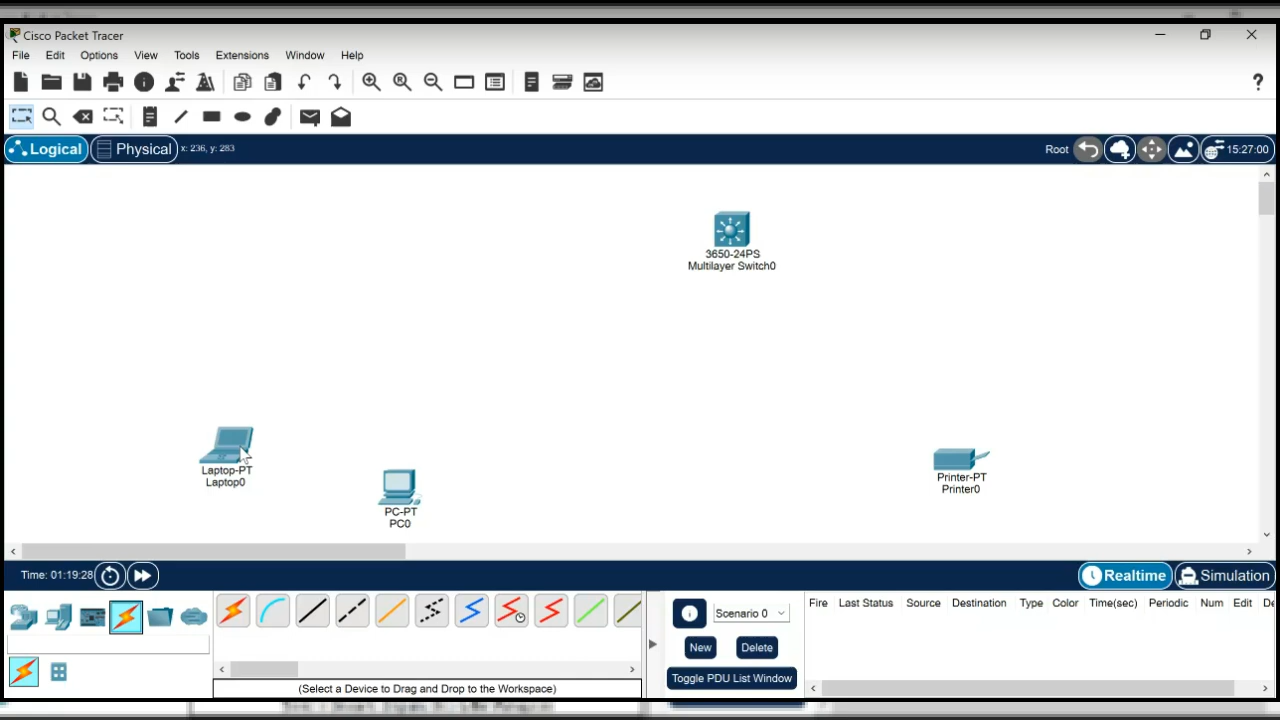 Cisco Packet Tracer
File Edit Options View Tools Extensions Window Help
?
Logical Physical x: 236, y: 283 Root 15:27:00
3650-24PS
Multilayer Switch0
Laptop-PT
Laptop0
PC-PT
PC0
Printer-PT
Printer0
Time: 01:19:28 Realtime Simulation
Scenario 0
New Delete
Toggle PDU List Window
Fire Last Status Source Destination Type Color Time(sec) Periodic Num Edit De
(Select a Device to Drag and Drop to the Workspace)